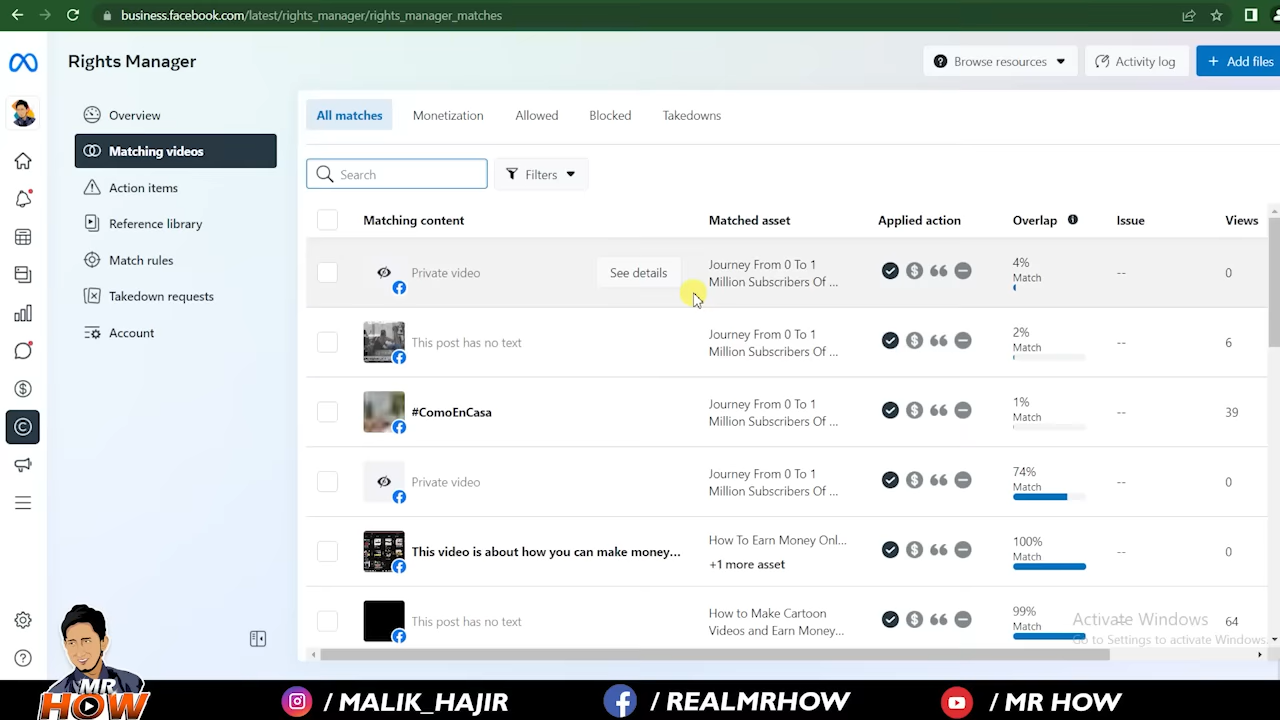 business.facebook.com/latest/rights_manager/rights_manager_matches
Rights Manager
Browse resources
Activity log
+ Add files
Overview
Matching videos
Action items
Reference library
Match rules
Takedown requests
Account
All matches
Monetization
Allowed
Blocked
Takedowns
Search
Filters
Matching content
Matched asset
Applied action
Overlap
Issue
Views
Private video
See details
Journey From 0 To 1
Million Subscribers Of ...
4%
Match
--
0
This post has no text
Journey From 0 To 1
Million Subscribers Of ...
2%
Match
--
6
#ComoEnCasa
Journey From 0 To 1
Million Subscribers Of ...
1%
Match
--
39
Private video
Journey From 0 To 1
Million Subscribers Of ...
74%
Match
--
0
This video is about how you can make money...
How To Earn Money Onl...
+1 more asset
100%
Match
--
0
This post has no text
How to Make Cartoon
Videos and Earn Money...
99%
Match
--
64
Activate Windows
Go to Settings to activate Windows.
MR
HOW
/ MALIK_HAJIR
/ REALMRHOW
/ MR HOW